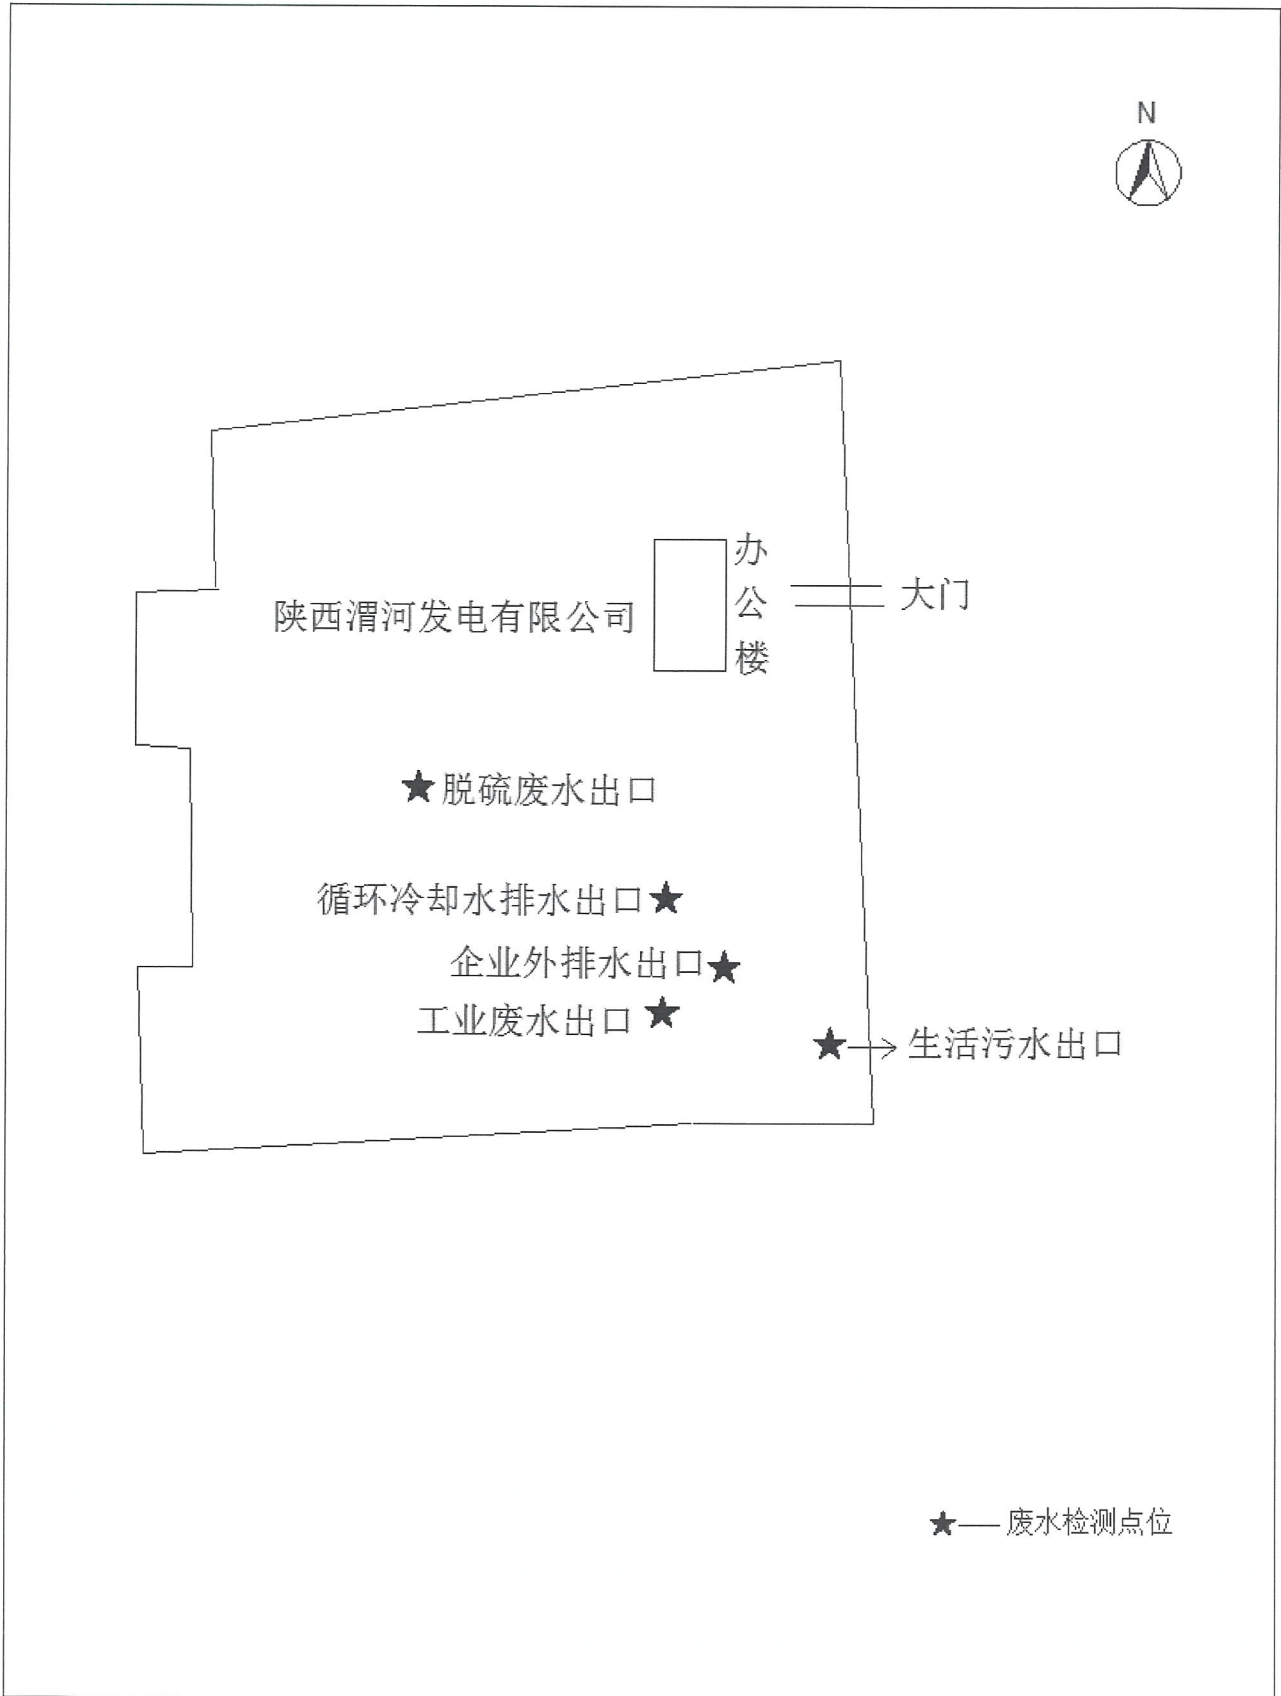 N
办公楼
大门
陕西渭河发电有限公司
★脱硫废水出口
循环冷却水排水出口★
企业外排水出口★
工业废水出口★
★→生活污水出口
★—废水检测点位